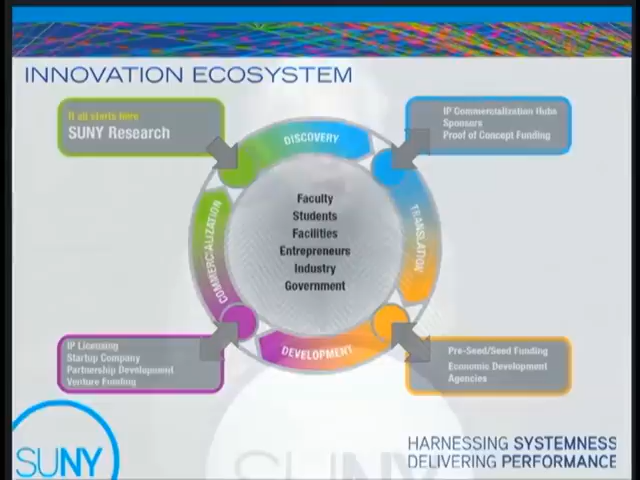 INNOVATION ECOSYSTEM
It all starts here
SUNY Research
IP Commercialization Hubs
Sponsors
Proof of Concept Funding
DISCOVERY
TRANSLATION
COMMERCIALIZATION
DEVELOPMENT
Faculty
Students
Facilities
Entrepreneurs
Industry
Government
IP Licensing
Startup Company
Partnership Development
Venture Funding
Pre-Seed/Seed Funding
Economic Development
Agencies
SUNY
SUNY
HARNESSING SYSTEMNESS
DELIVERING PERFORMANCE